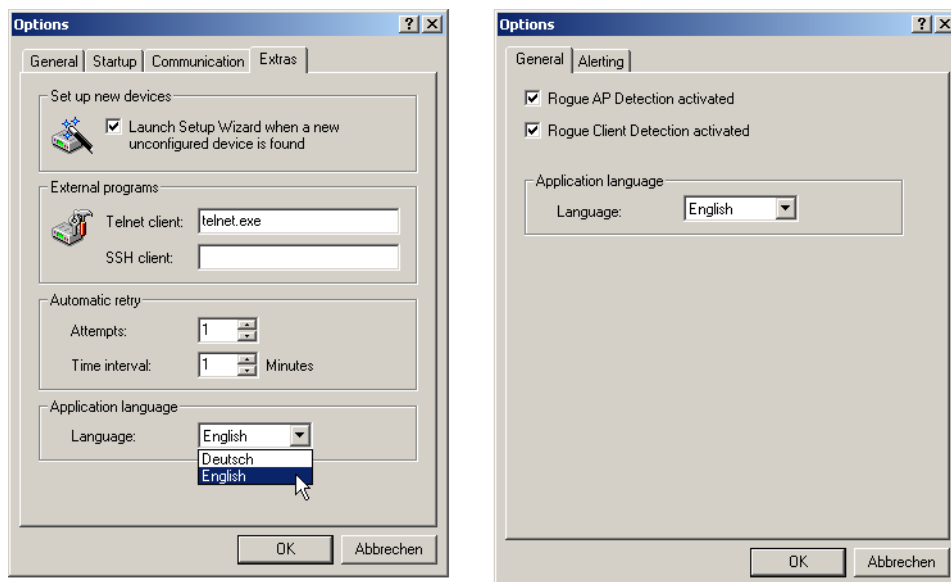 Options
General Startup Communication Extras
Set up new devices
Launch Setup Wizard when a new
unconfigured device is found
External programs
Telnet client: telnet.exe
SSH client:
Automatic retry
Attempts: 1
Time interval: 1 Minutes
Application language
Language: English
Deutsch
English
OK Abbrechen
Options
General Alerting
Rogue AP Detection activated
Rogue Client Detection activated
Application language
Language: English
OK Abbrechen